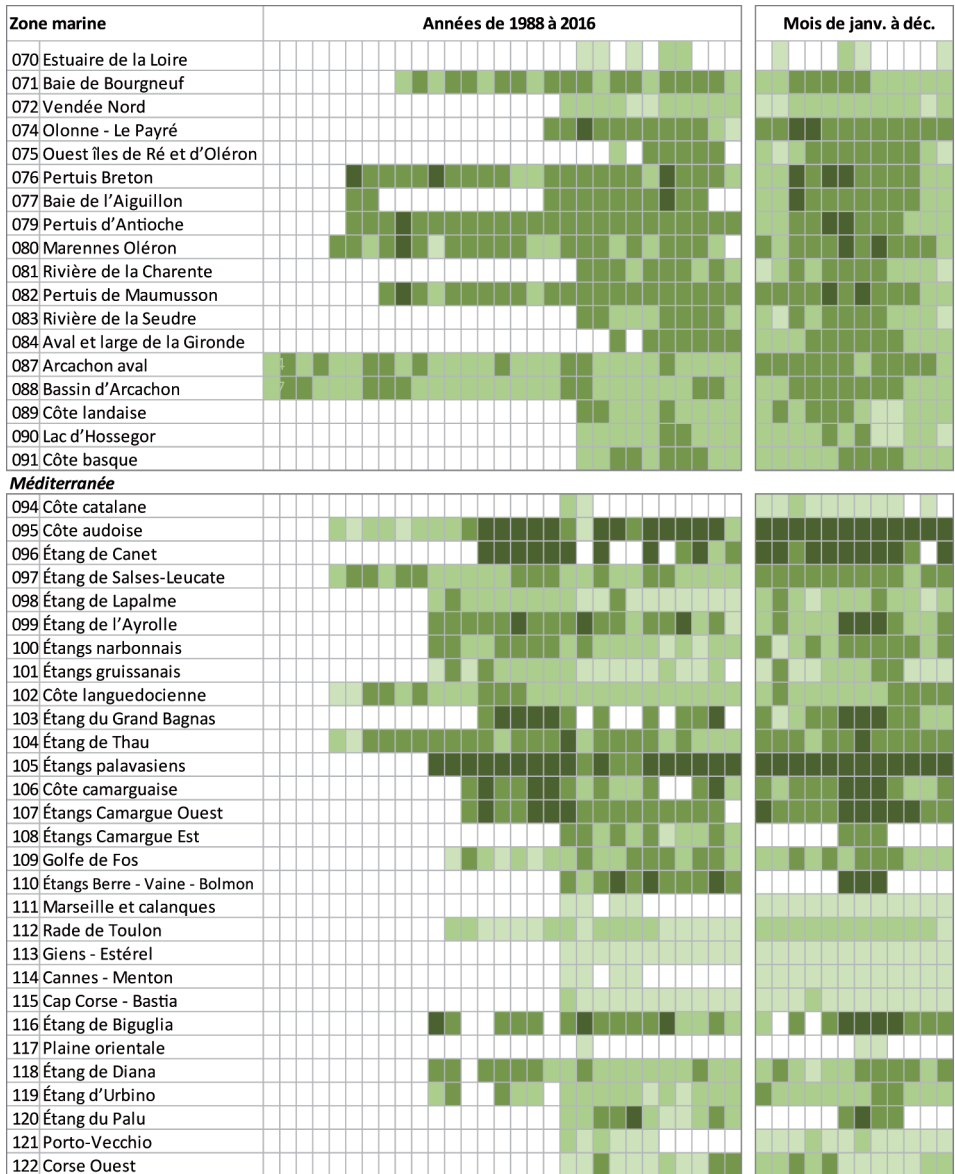 Zone marine Années de 1988 à 2016 Mois de janv. à déc.
070 Estuaire de la Loire
071 Baie de Bourgneuf
072 Vendée Nord
074 Olonne - Le Payré
075 Ouest îles de Ré et d’Oléron
076 Pertuis Breton
077 Baie de l’Aiguillon
079 Pertuis d’Antioche
080 Marennes Oléron
081 Rivière de la Charente
082 Pertuis de Maumusson
083 Rivière de la Seudre
084 Aval et large de la Gironde
087 Arcachon aval
088 Bassin d’Arcachon
089 Côte landaise
090 Lac d’Hossegor
091 Côte basque
Méditerranée
094 Côte catalane
095 Côte audoise
096 Étang de Canet
097 Étang de Salses-Leucate
098 Étang de Lapalme
099 Étang de l’Ayrolle
100 Étangs narbonnais
101 Étangs gruissanais
102 Côte languedocienne
103 Étang du Grand Bagnas
104 Étang de Thau
105 Étangs palavasiens
106 Côte camarguaise
107 Étangs Camargue Ouest
108 Étangs Camargue Est
109 Golfe de Fos
110 Étangs Berre - Vaine - Bolmon
111 Marseille et calanques
112 Rade de Toulon
113 Giens - Estérel
114 Cannes - Menton
115 Cap Corse - Bastia
116 Étang de Biguglia
117 Plaine orientale
118 Étang de Diana
119 Étang d’Urbino
120 Étang du Palu
121 Porto-Vecchio
122 Corse Ouest